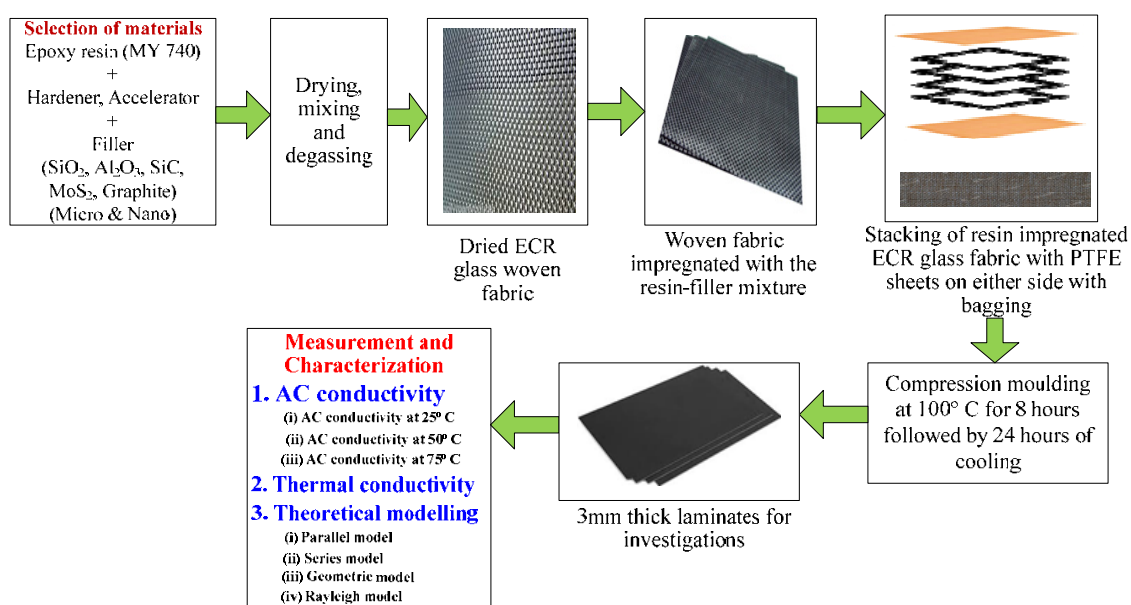 Selection of materials
Epoxy resin (MY 740)
+
Hardener, Accelerator
+
Filler
(SiO₂, Al₂O₃, SiC,
MoS₂, Graphite)
(Micro & Nano)
Drying,
mixing
and
degassing
Dried ECR
glass woven
fabric
Woven fabric
impregnated with the
resin-filler mixture
Stacking of resin impregnated
ECR glass fabric with PTFE
sheets on either side with
bagging
Compression moulding
at 100° C for 8 hours
followed by 24 hours of
cooling
3mm thick laminates for
investigations
Measurement and
Characterization
1. AC conductivity
(i) AC conductivity at 25⁰ C
(ii) AC conductivity at 50⁰ C
(iii) AC conductivity at 75⁰ C
2. Thermal conductivity
3. Theoretical modelling
(i) Parallel model
(ii) Series model
(iii) Geometric model
(iv) Rayleigh model